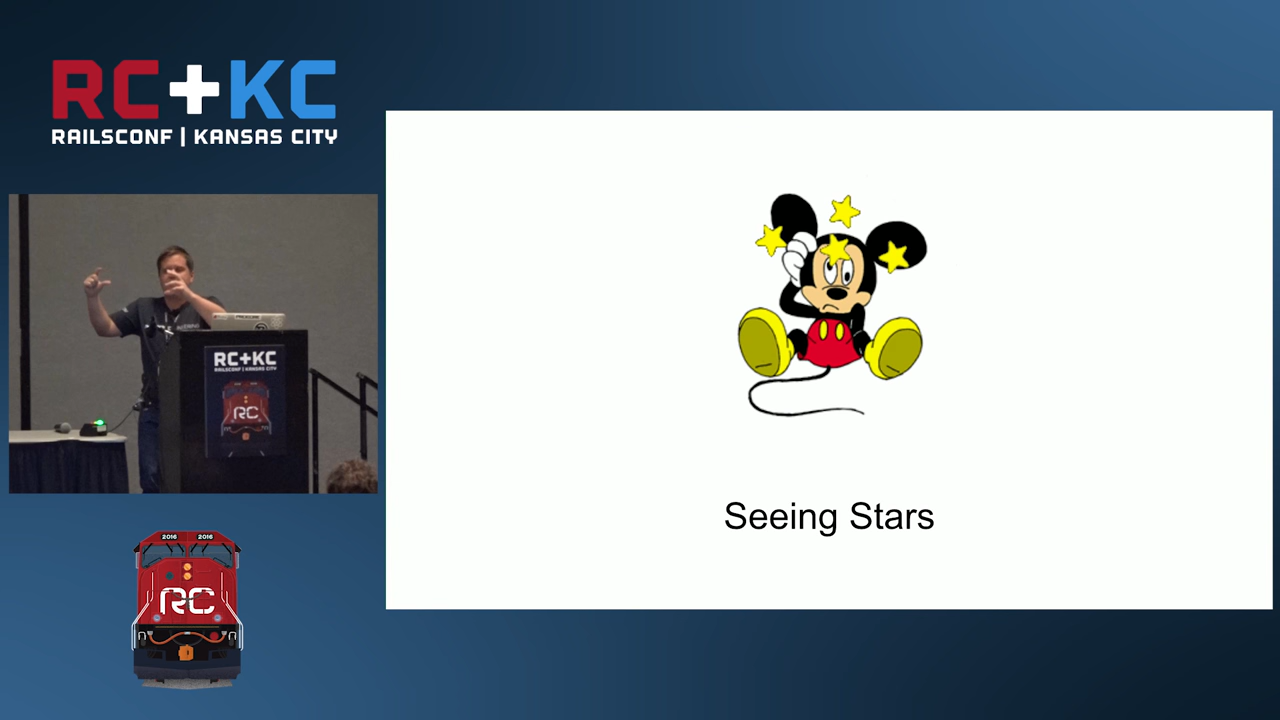 RC+KC
RAILSCONF | KANSAS CITY
RC+KC
RAILSCONF | KANSAS CITY
RC
Seeing Stars
2016 2016
RC